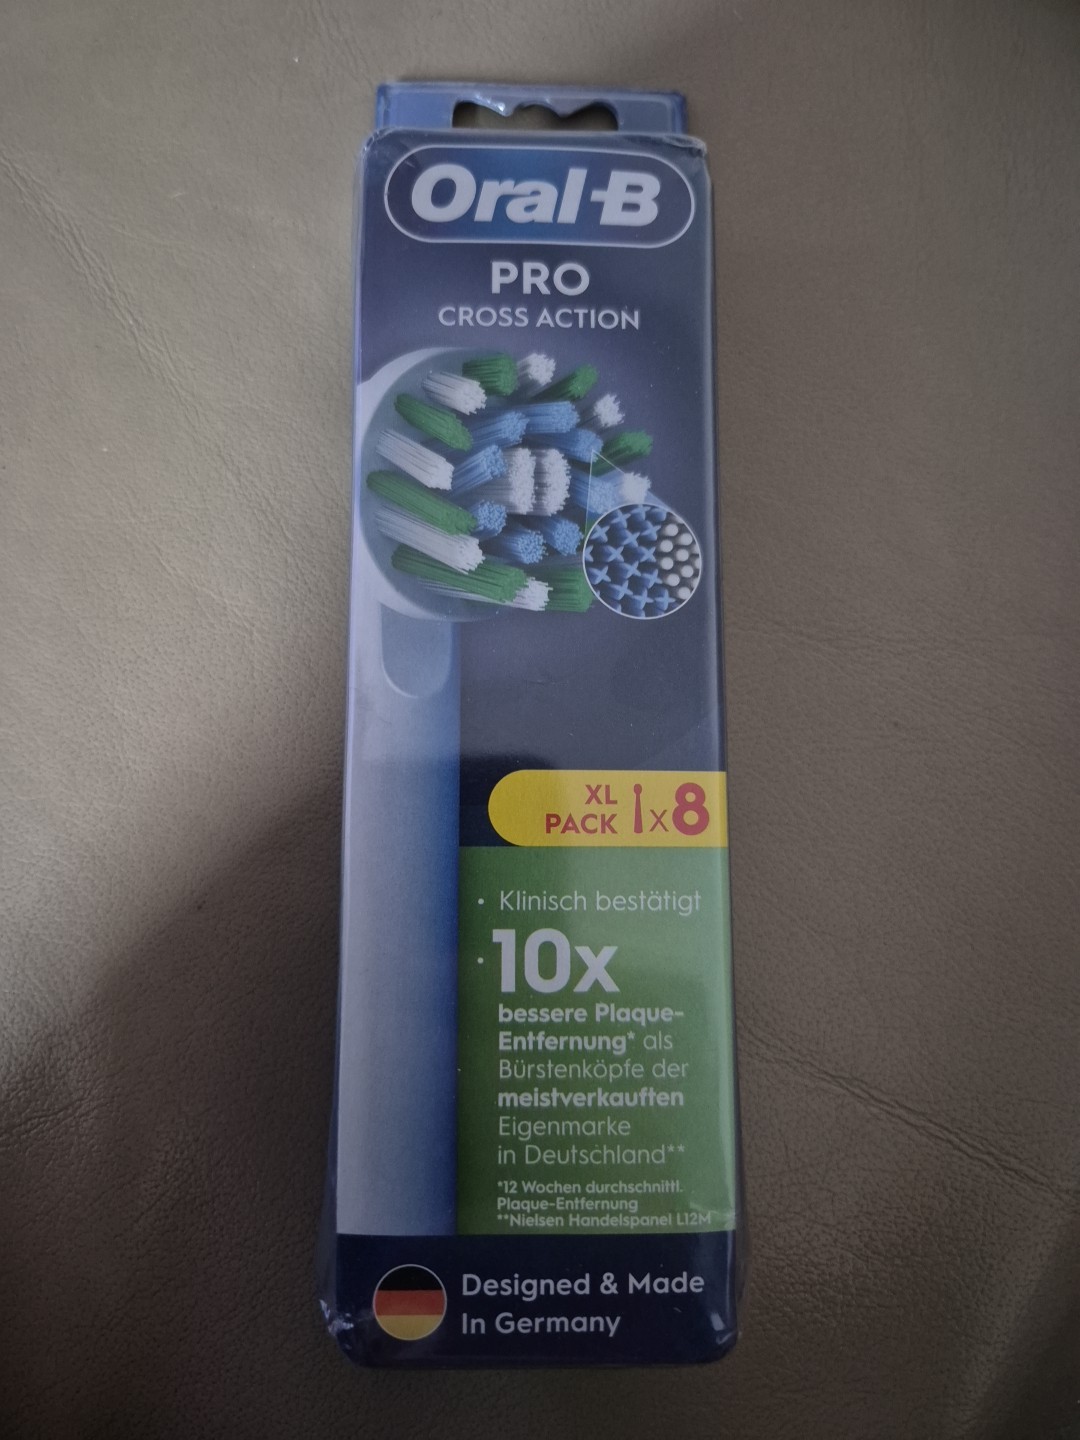 Oral-B
PRO
CROSS ACTION
XL
PACK x8
• Klinisch bestätigt
• 10x
bessere Plaque-
Entfernung* als
Bürstenköpfe der
meistverkauften
Eigenmarke
in Deutschland**
*12 Wochen durchschnittl.
Plaque-Entfernung
**Nielsen Handelspanel L12M
Designed & Made
In Germany